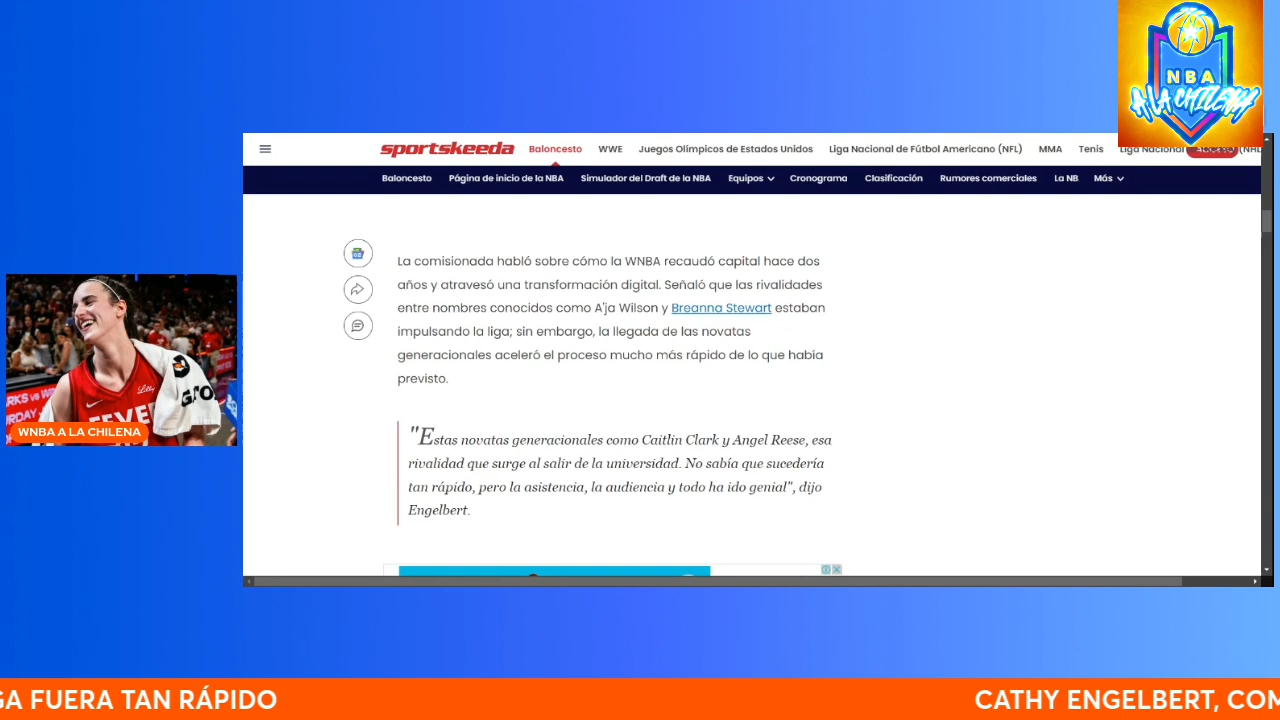 NBA
A LA CHILENA
sportskeeda
Baloncesto WWE Juegos Olímpicos de Estados Unidos Liga Nacional de Fútbol Americano (NFL) MMA Tenis Liga Nacional
Baloncesto Página de inicio de la NBA Simulador del Draft de la NBA Equipos Cronograma Clasificación Rumores comerciales La NB Más
La comisionada habló sobre cómo la WNBA recaudó capital hace dos
años y atravesó una transformación digital. Señaló que las rivalidades
entre nombres conocidos como A'ja Wilson y Breanna Stewart estaban
impulsando la liga; sin embargo, la llegada de las novatas
generacionales aceleró el proceso mucho más rápido de lo que había
previsto.
"Estas novatas generacionales como Caitlin Clark y Angel Reese, esa
rivalidad que surge al salir de la universidad. No sabía que sucedería
tan rápido, pero la asistencia, la audiencia y todo ha ido genial", dijo
Engelbert.
FEVER
WNBA A LA CHILENA
GA FUERA TAN RÁPIDO
CATHY ENGELBERT, COM